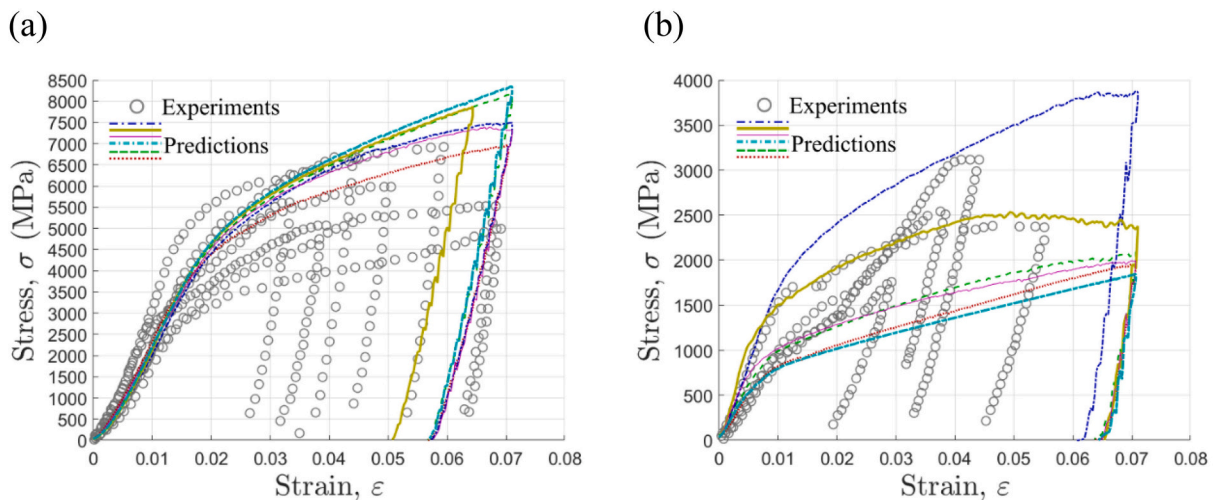 (a)
8500
8000
7500
7000
6500
6000
5500
5000
4500
4000
3500
3000
2500
2000
1500
1000
500
0
Stress, σ (MPa)
Experiments
Predictions
0 0.01 0.02 0.03 0.04 0.05 0.06 0.07 0.08
Strain, ε
(b)
4000
3500
3000
2500
2000
1500
1000
500
0
Stress, σ (MPa)
Experiments
Predictions
0 0.01 0.02 0.03 0.04 0.05 0.06 0.07 0.08
Strain, ε